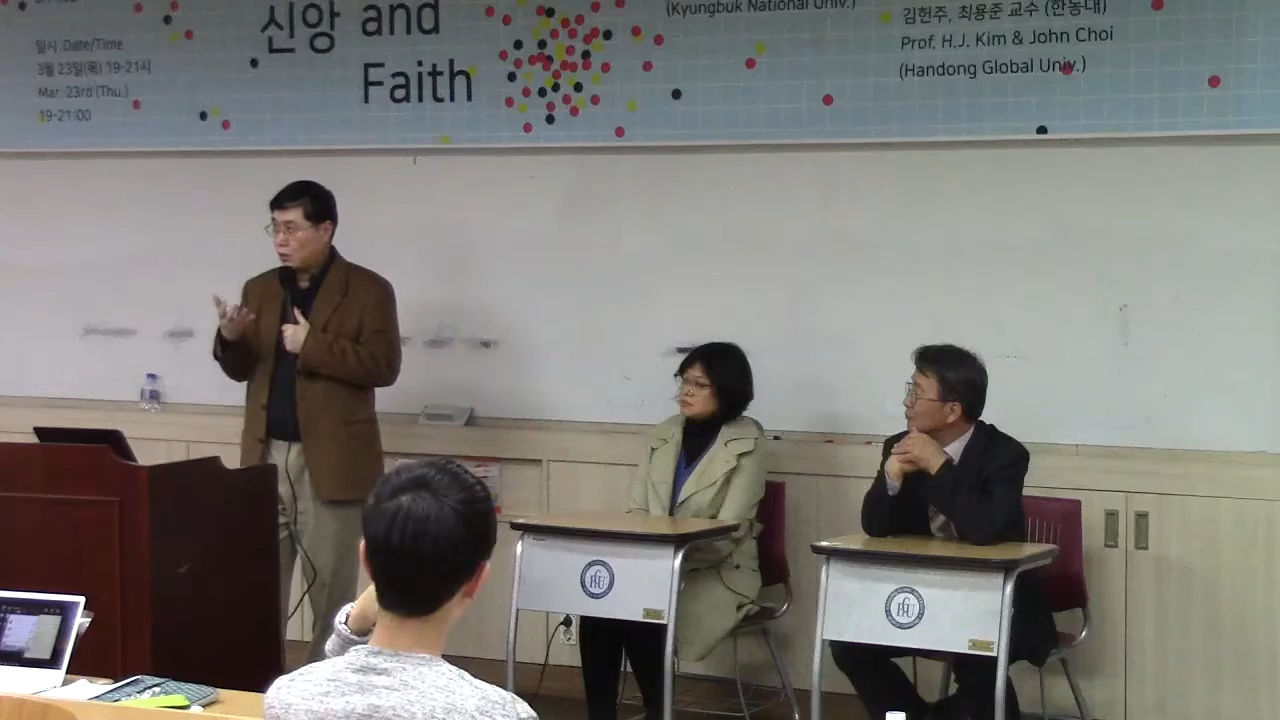 일시 Date/Time
3월 23일(목) 19-21시
Mar. 23rd (Thu.)
19-21:00
신앙 and
Faith
(Kyungbuk National Univ.)
김헌주, 최용준 교수 (한동대)
Prof. H.J. Kim & John Choi
(Handong Global Univ.)